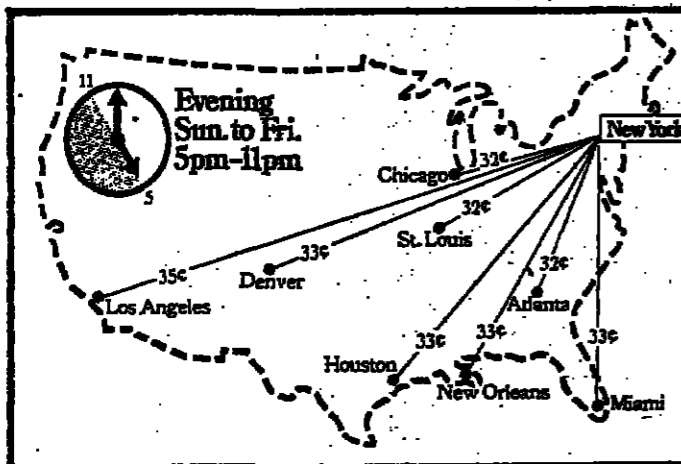 11
Evening
Sun. to Fri.
5pm-11pm
5
New York
Chicago
32¢
32¢
St. Louis
33¢
Denver
35¢
Los Angeles
32¢
Atlanta
33¢
Houston
33¢
New Orleans
33¢
Miami